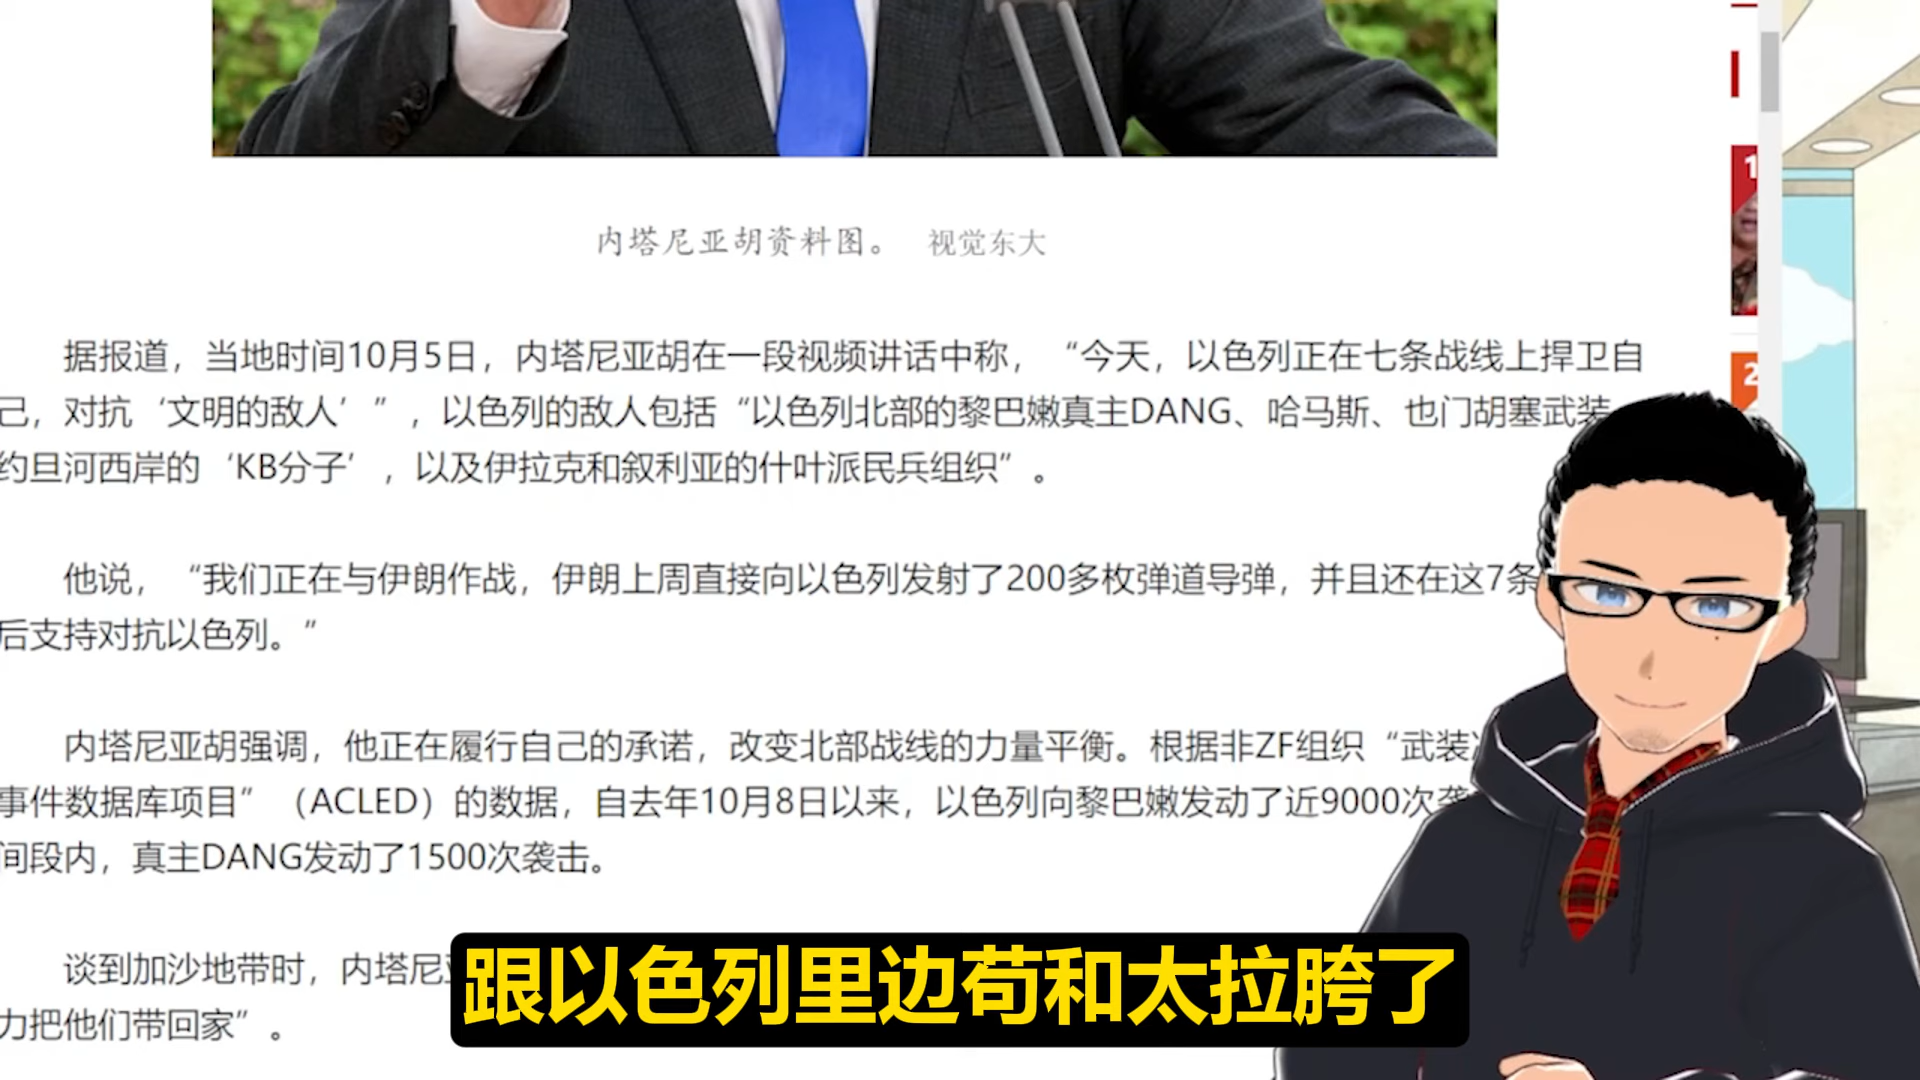 内塔尼亚胡资料图。 视觉东大
据报道，当地时间10月5日，内塔尼亚胡在一段视频讲话中称，“今天，以色列正在七条战线上捍卫自
己，对抗‘文明的敌人’”，以色列的敌人包括“以色列北部的黎巴嫩真主DANG、哈马斯、也门胡塞武装、
约旦河西岸的‘KB分子’，以及伊拉克和叙利亚的什叶派民兵组织”。
他说，“我们正在与伊朗作战，伊朗上周直接向以色列发射了200多枚弹道导弹，并且还在这7条
后支持对抗以色列。”
内塔尼亚胡强调，他正在履行自己的承诺，改变北部战线的力量平衡。根据非ZF组织“武装
事件数据库项目”（ACLED）的数据，自去年10月8日以来，以色列向黎巴嫩发动了近9000次
间段内，真主DANG发动了1500次袭击。
谈到加沙地带时，内塔尼
力把他们带回家”。
跟以色列里边苟和太拉胯了
1
2